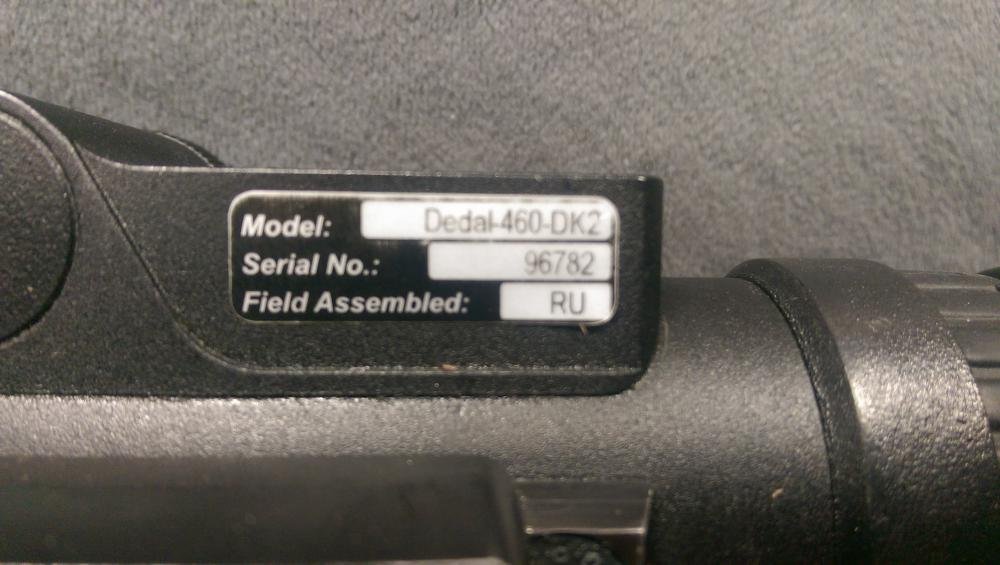 Model: Dedal-460-DK2
Serial No.: 96782
Field Assembled: RU